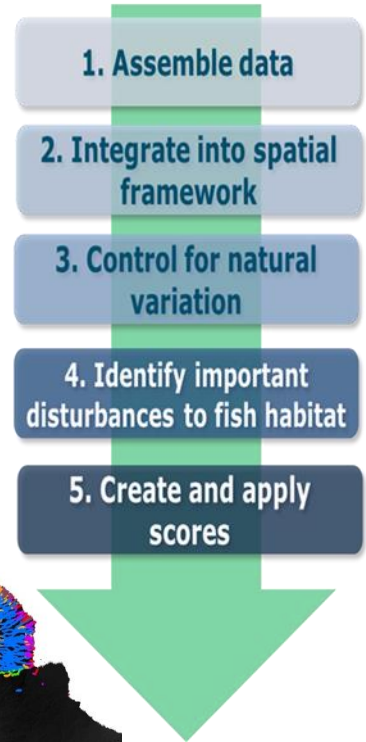 1. Assemble data
2. Integrate into spatial
framework
3. Control for natural
variation
4. Identify important
disturbances to fish habitat
5. Create and apply
scores